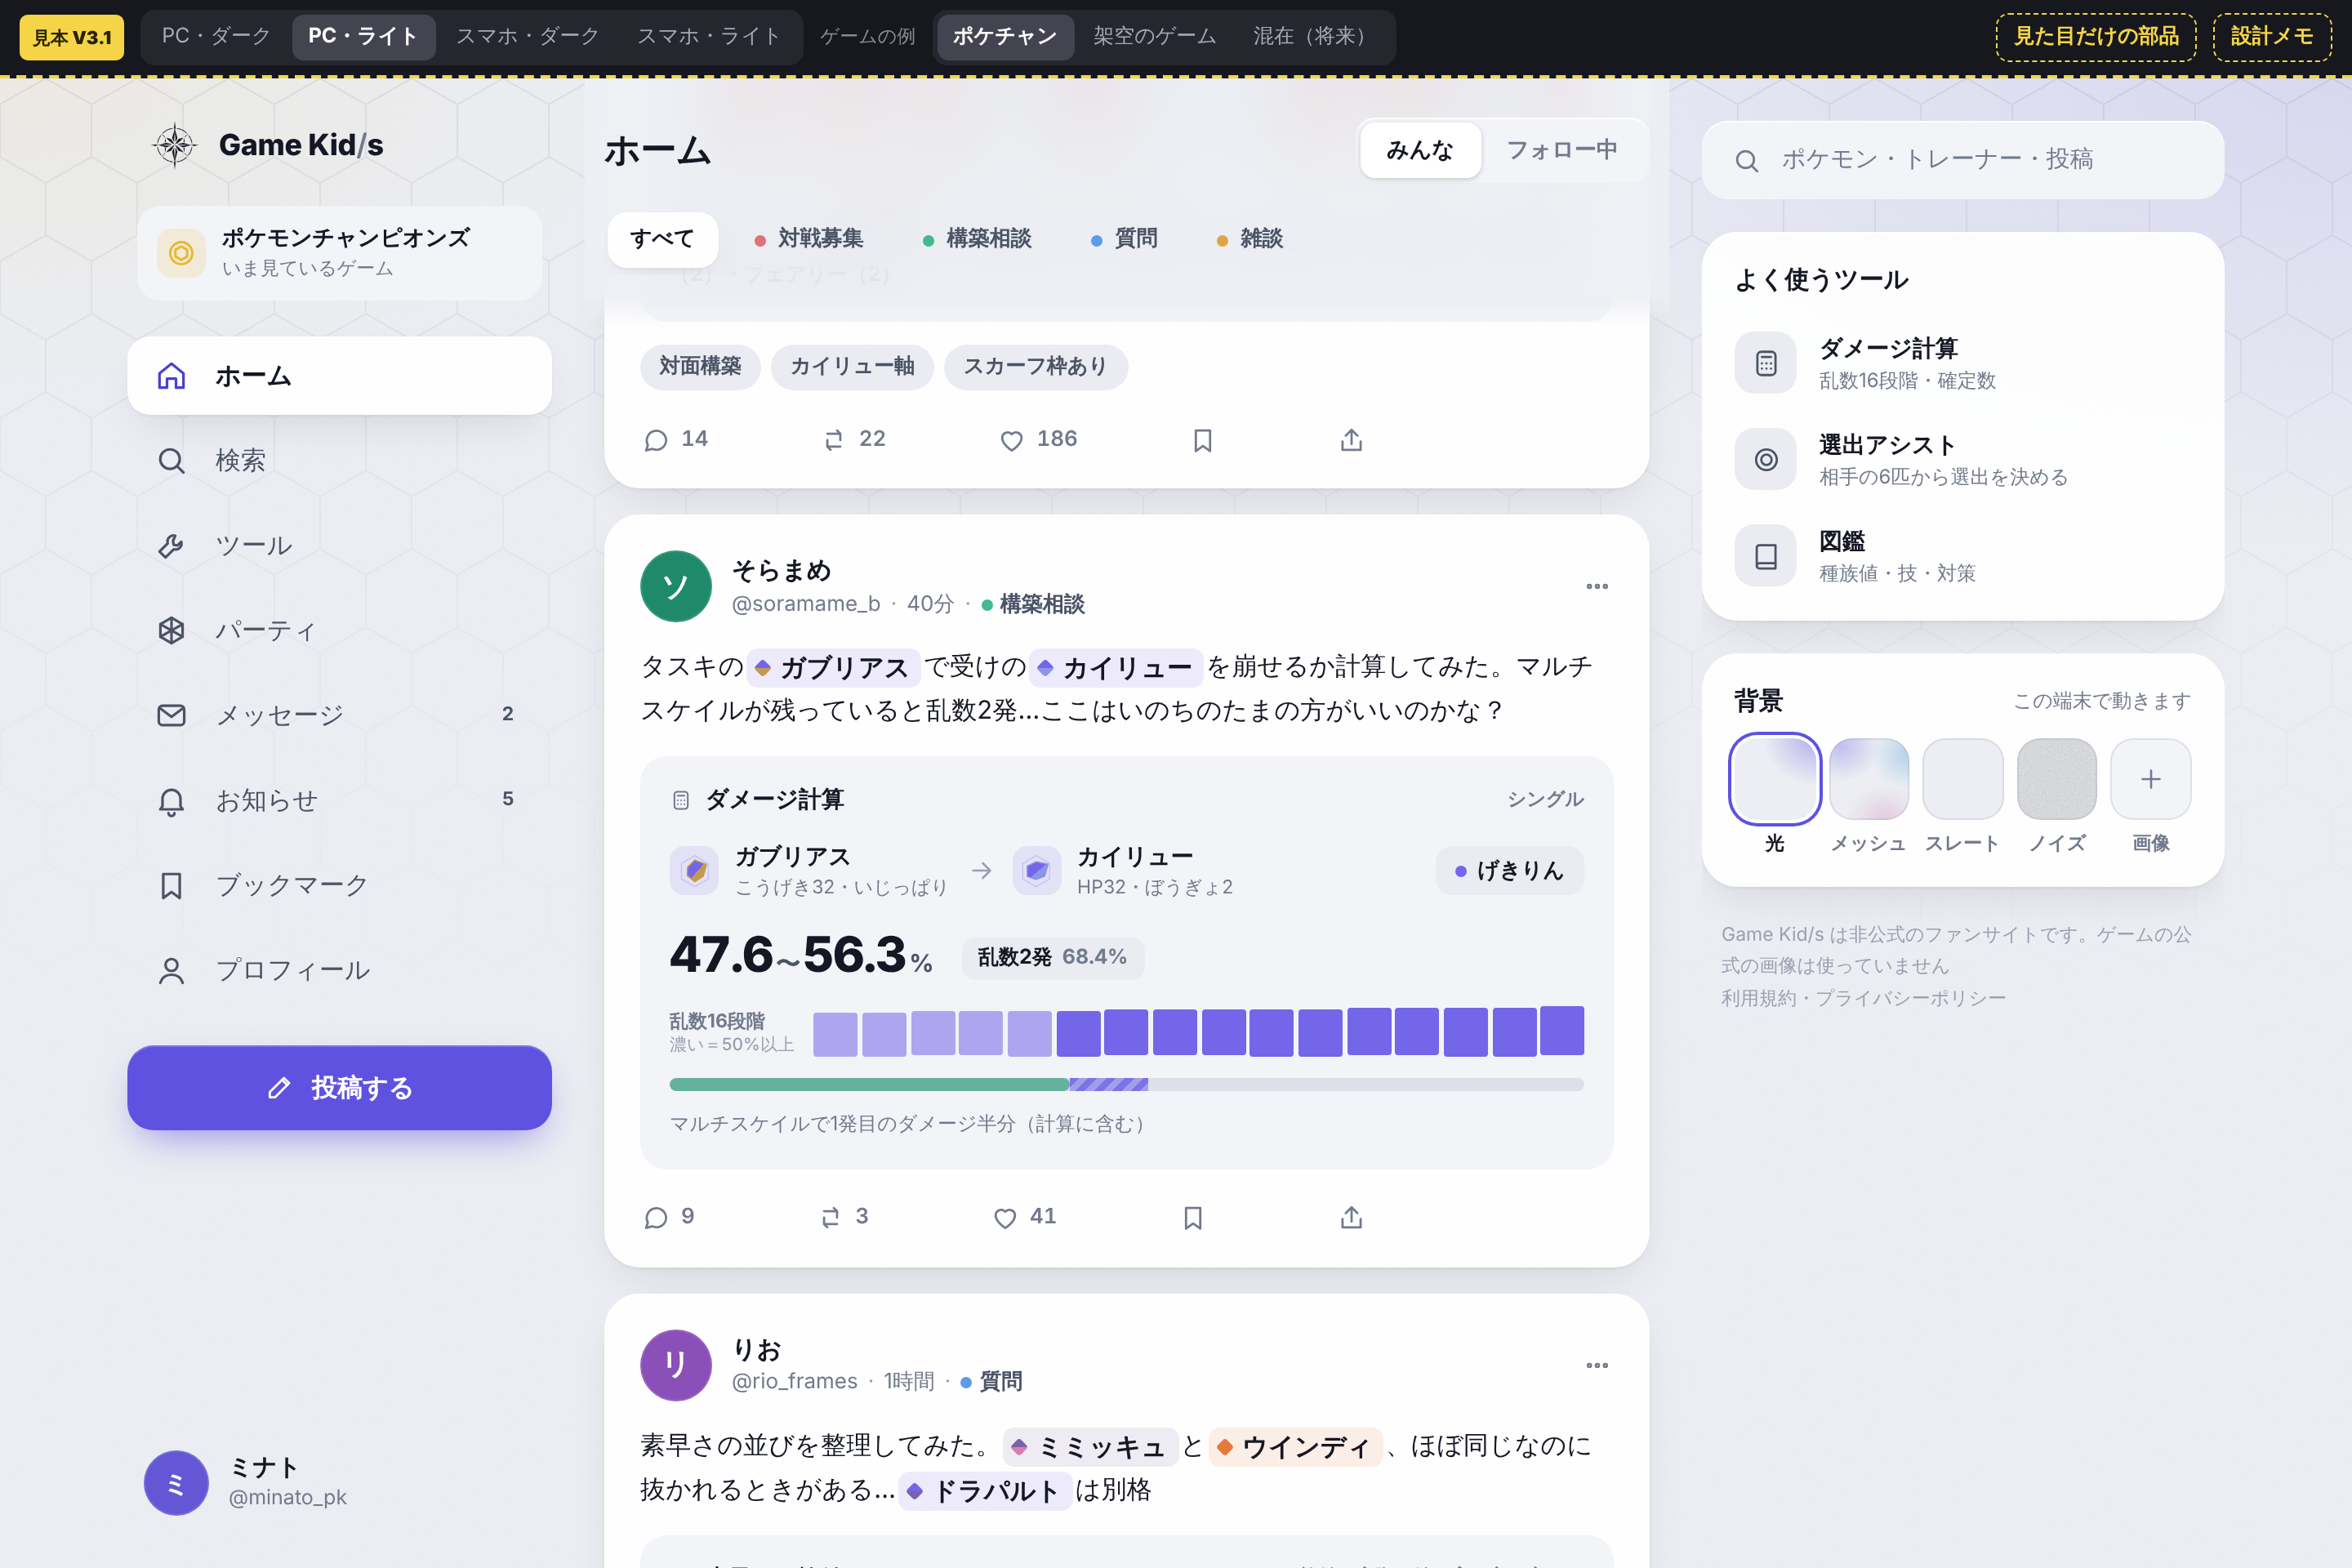 見本 V3.1
PC・ダーク
PC・ライト
スマホ・ダーク
スマホ・ライト
ゲームの例
ポケチャン
架空のゲーム
混在（将来）
見た目だけの部品
設計メモ
Game Kid/s
ポケモンチャンピオンズ
いま見ているゲーム
ホーム
検索
ツール
パーティ
メッセージ 2
お知らせ 5
ブックマーク
プロフィール
投稿する
ミ
ミナト
@minato_pk
ホーム
みんな
フォロー中
すべて
対戦募集
構築相談
質問
雑談
（2）・フェアリー（2）
対面構築
カイリュー軸
スカーフ枠あり
14
22
186
ソ
そらまめ
@soramame_b · 40分 · 構築相談
タスキのガブリアスで受けのカイリューを崩せるか計算してみた。マルチ
スケイルが残っていると乱数2発…ここはいのちのたまの方がいいのかな？
ダメージ計算
シングル
ガブリアス
こうげき32・いじっぱり
カイリュー
HP32・ぼうぎょ2
げきりん
47.6〜56.3%
乱数2発 68.4%
乱数16段階
濃い＝50%以上
マルチスケイルで1発目のダメージ半分（計算に含む）
9
3
41
リ
りお
@rio_frames · 1時間 · 質問
素早さの並びを整理してみた。ミミッキュとウインディ、ほぼ同じなのに
抜かれるときがある…ドラパルトは別格
ポケモン・トレーナー・投稿
よく使うツール
ダメージ計算
乱数16段階・確定数
選出アシスト
相手の6匹から選出を決める
図鑑
種族値・技・対策
背景
この端末で動きます
光
メッシュ
スレート
ノイズ
画像
Game Kid/s は非公式のファンサイトです。ゲームの公
式の画像は使っていません
利用規約・プライバシーポリシー